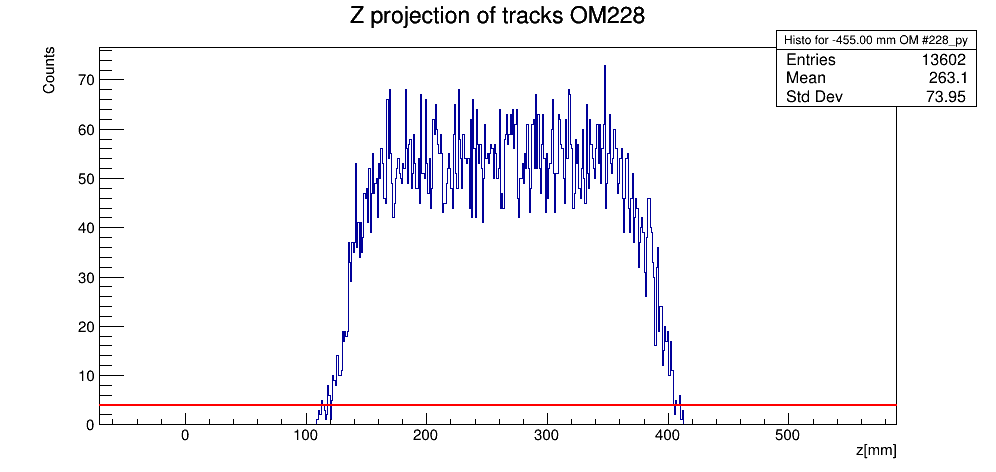 Z projection of tracks OM228
Histo for -455.00 mm OM #228_py
Entries 13602
Mean 263.1
Std Dev 73.95
Counts
70
60
50
40
30
20
10
0
0 100 200 300 400 500
z[mm]